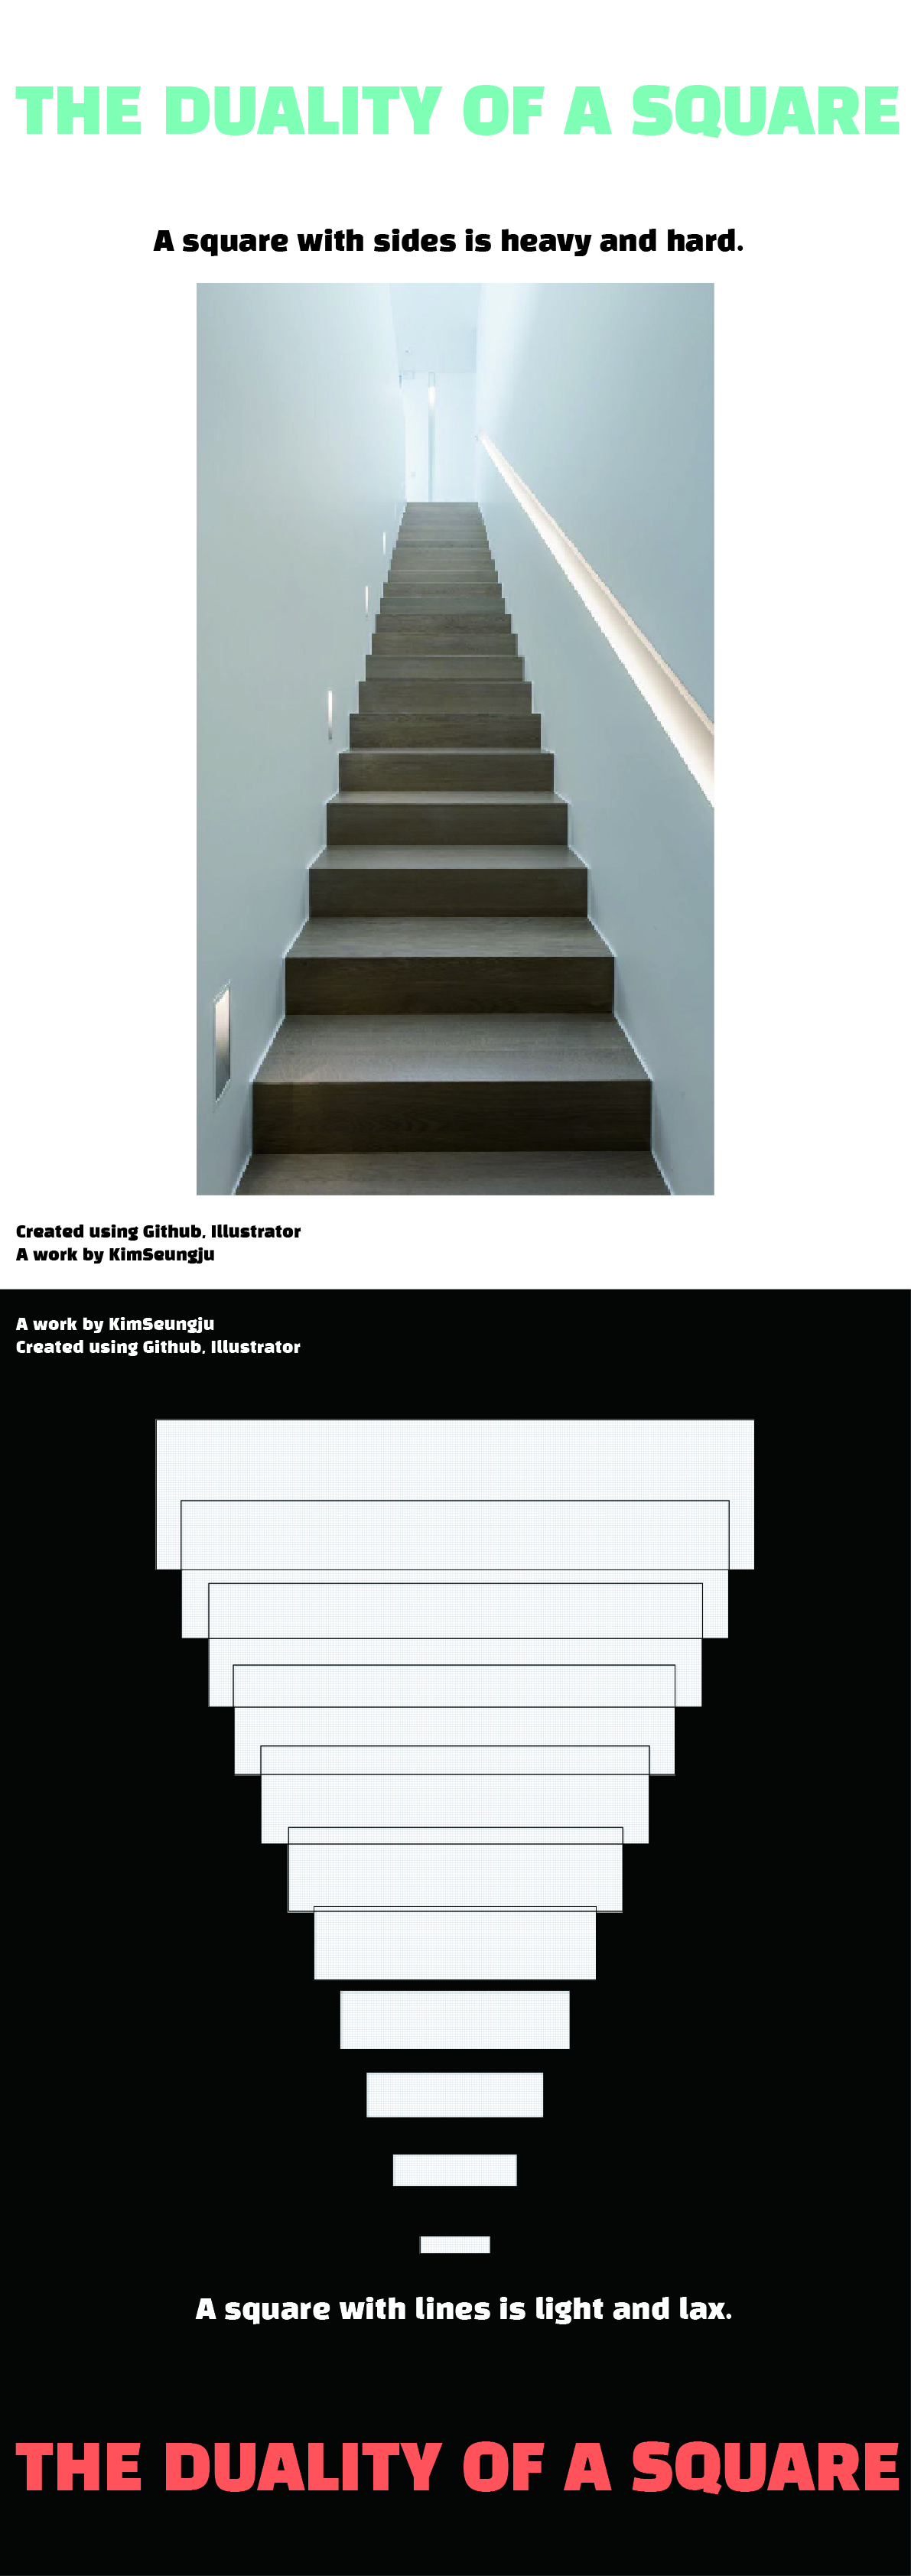 THE DUALITY OF A SQUARE
A square with sides is heavy and hard.
Created using Github, Illustrator
A work by KimSeungju
A work by KimSeungju
Created using Github, Illustrator
A square with lines is light and lax.
THE DUALITY OF A SQUARE